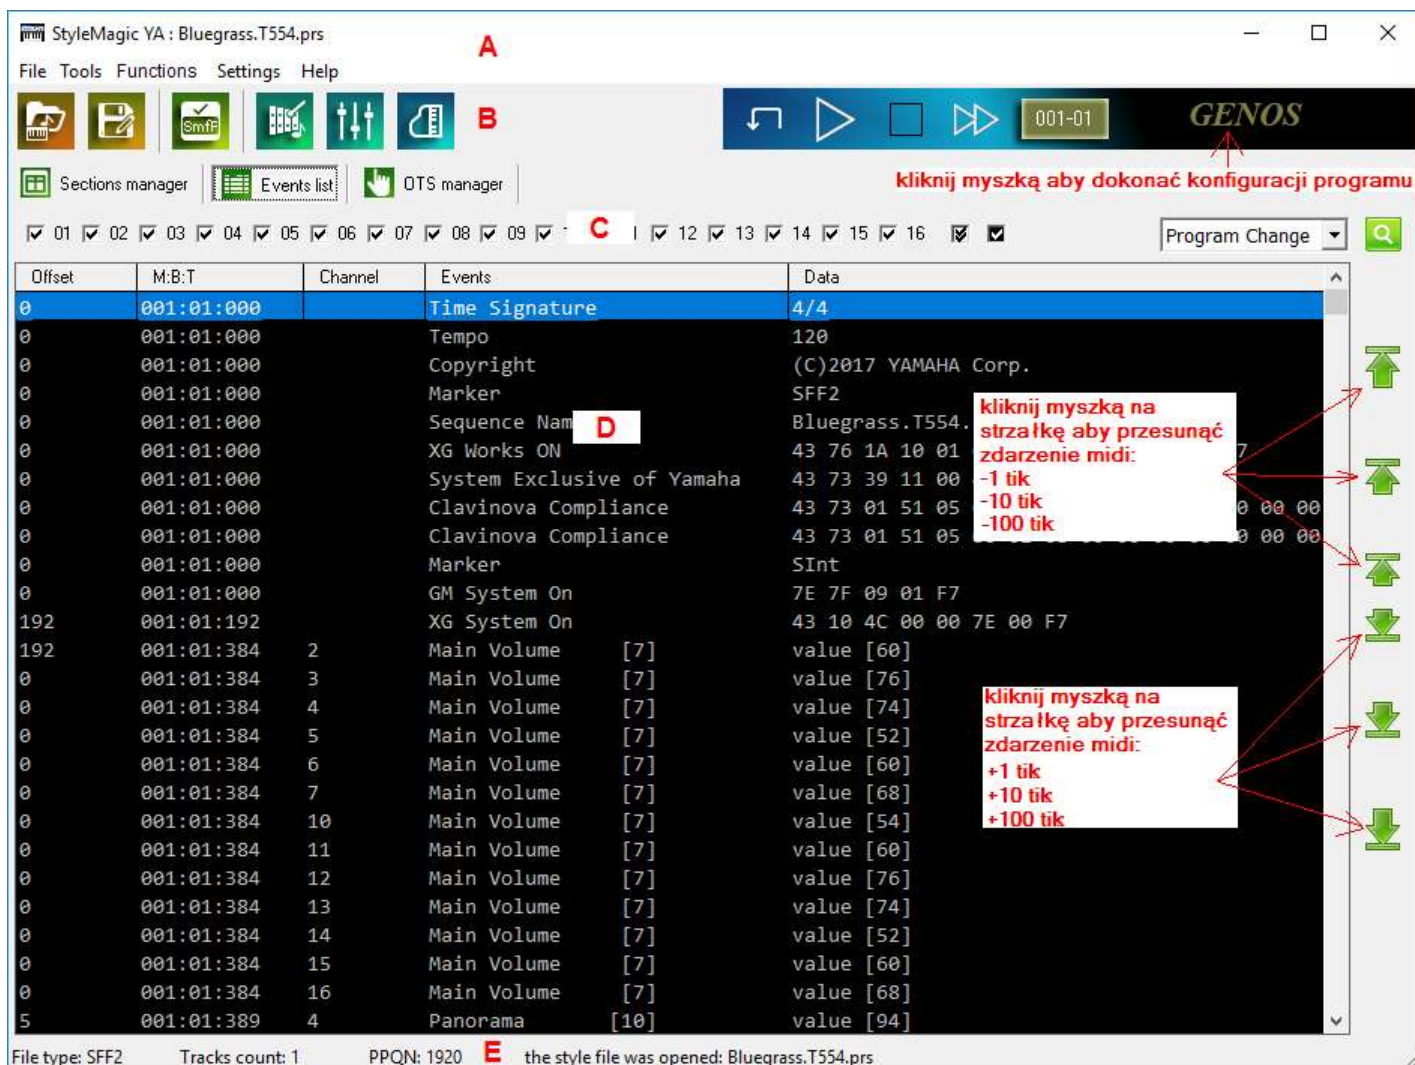 StyleMagic YA : Bluegrass.T554.prs
A
File Tools Functions Settings Help
SmfF
B
001-01 GENOS
Sections manager Events list OTS manager
kliknij myszką aby dokonać konfiguracji programu
01 02 03 04 05 06 07 08 09 C 12 13 14 15 16 Program Change
Offset M:B:T Channel Events Data
0 001:01:000 Time Signature 4/4
0 001:01:000 Tempo 120
0 001:01:000 Copyright (C)2017 YAMAHA Corp.
0 001:01:000 Marker SFF2
0 001:01:000 Sequence Nam D Bluegrass.T554.
0 001:01:000 XG Works ON 43 76 1A 10 01 7
0 001:01:000 System Exclusive of Yamaha 43 73 39 11 00
0 001:01:000 Clavinova Compliance 43 73 01 51 05 00 00
0 001:01:000 Clavinova Compliance 43 73 01 51 05 00 00
0 001:01:000 Marker SInt
0 001:01:000 GM System On 7E 7F 09 01 F7
192 001:01:192 XG System On 43 10 4C 00 00 7E 00 F7
192 001:01:384 2 Main Volume [7] value [60]
0 001:01:384 3 Main Volume [7] value [76]
0 001:01:384 4 Main Volume [7] value [74]
0 001:01:384 5 Main Volume [7] value [52]
0 001:01:384 6 Main Volume [7] value [60]
0 001:01:384 7 Main Volume [7] value [68]
0 001:01:384 10 Main Volume [7] value [54]
0 001:01:384 11 Main Volume [7] value [60]
0 001:01:384 12 Main Volume [7] value [76]
0 001:01:384 13 Main Volume [7] value [74]
0 001:01:384 14 Main Volume [7] value [52]
0 001:01:384 15 Main Volume [7] value [60]
0 001:01:384 16 Main Volume [7] value [68]
5 001:01:389 4 Panorama [10] value [94]
kliknij myszką na
strzałkę aby przesunąć
zdarzenie midi:
-1 tik
-10 tik
-100 tik
kliknij myszką na
strzałkę aby przesunąć
zdarzenie midi:
+1 tik
+10 tik
+100 tik
File type: SFF2 Tracks count: 1 PPQN: 1920 E the style file was opened: Bluegrass.T554.prs